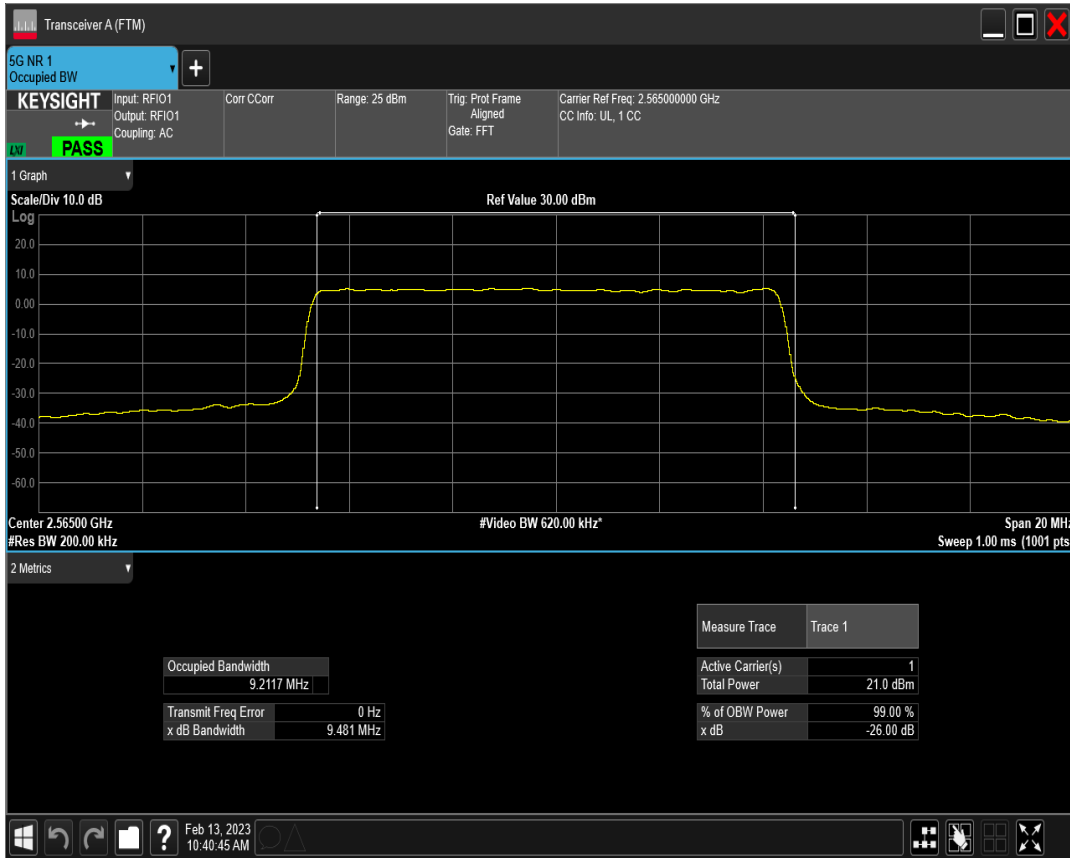 Transceiver A (FTM)
5G NR 1
Occupied BW
+
KEYSIGHT
LXI
PASS
Input: RFIO1
Output: RFIO1
Coupling: AC
Corr CCorr
Range: 25 dBm
Trig: Prot Frame
Aligned
Gate: FFT
Carrier Ref Freq: 2.565000000 GHz
CC Info: UL, 1 CC
1 Graph
Scale/Div 10.0 dB
Ref Value 30.00 dBm
Log
20.0
10.0
0.00
-10.0
-20.0
-30.0
-40.0
-50.0
-60.0
Center 2.56500 GHz
#Video BW 620.00 kHz*
Span 20 MHz
#Res BW 200.00 kHz
Sweep 1.00 ms (1001 pts
2 Metrics
Measure Trace Trace 1
Occupied Bandwidth
9.2117 MHz
Active Carrier(s) 1
Total Power 21.0 dBm
Transmit Freq Error 0 Hz
x dB Bandwidth 9.481 MHz
% of OBW Power 99.00 %
x dB -26.00 dB
?
Feb 13, 2023
10:40:45 AM